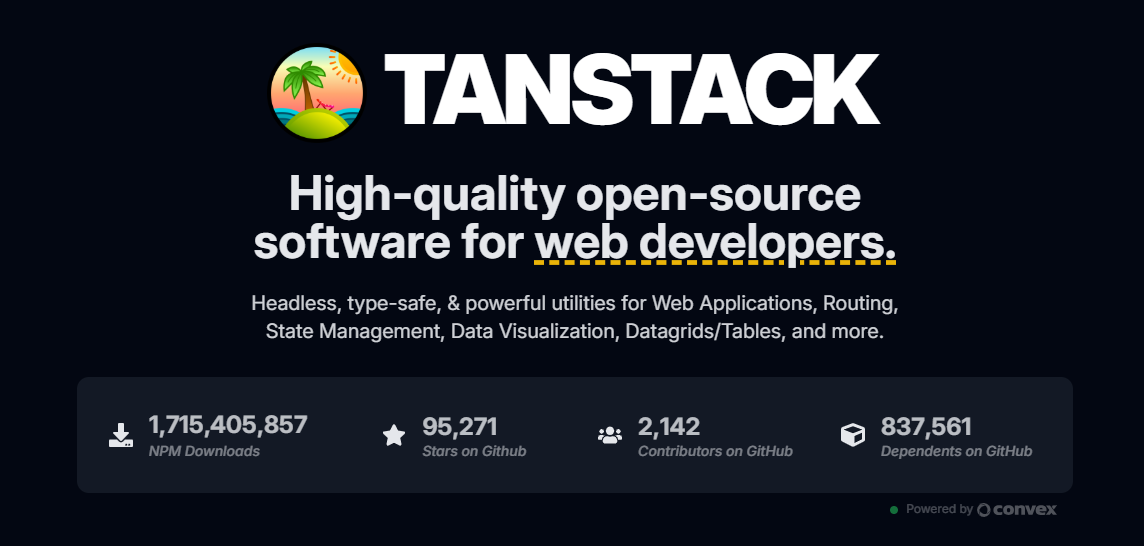 TANSTACK
High-quality open-source
software for web developers.
Headless, type-safe, & powerful utilities for Web Applications, Routing,
State Management, Data Visualization, Datagrids/Tables, and more.
1,715,405,857
NPM Downloads
95,271
Stars on Github
2,142
Contributors on GitHub
837,561
Dependents on GitHub
Powered by convex